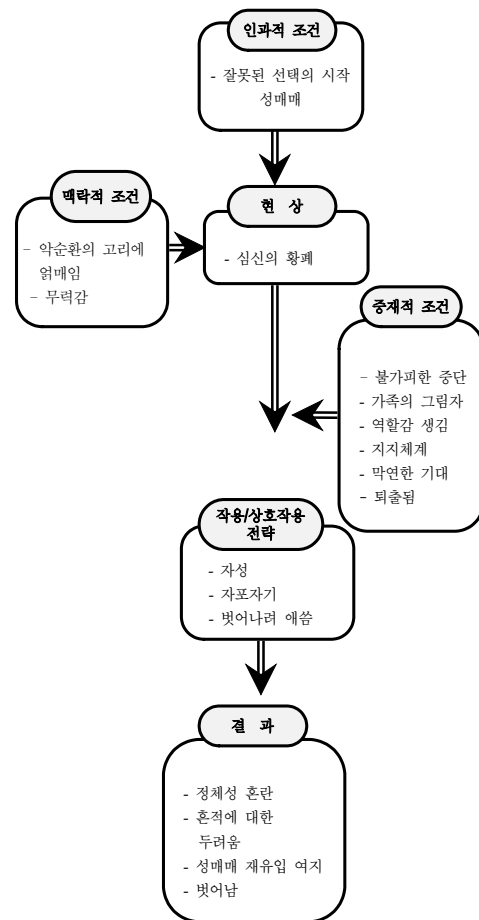 인과적 조건
- 잘못된 선택의 시작
성매매
맥락적 조건
- 악순환의 고리에
얽매임
- 무력감
현 상
- 심신의 황폐
중재적 조건
- 불가피한 중단
- 가족의 그림자
- 역할감 생김
- 지지체계
- 막연한 기대
- 퇴출됨
작용/상호작용
전략
- 자성
- 자포자기
- 벗어나려 애씀
결 과
- 정체성 혼란
- 흔적에 대한
두려움
- 성매매 재유입 여지
- 벗어남